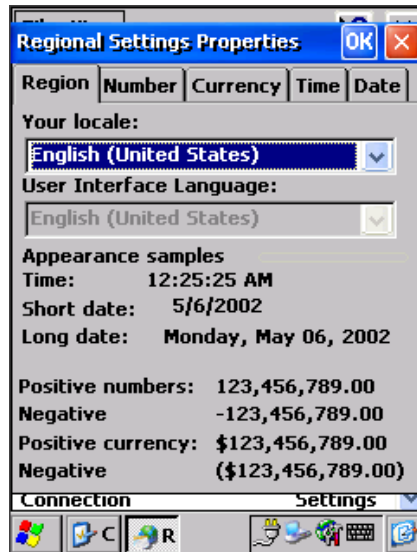 Regional Settings Properties OK
Region Number Currency Time Date
Your locale:
English (United States)
User Interface Language:
English (United States)
Appearance samples
Time: 12:25:25 AM
Short date: 5/6/2002
Long date: Monday, May 06, 2002
Positive numbers: 123,456,789.00
Negative -123,456,789.00
Positive currency: $123,456,789.00
Negative ($123,456,789.00)
Connection Settings
C R